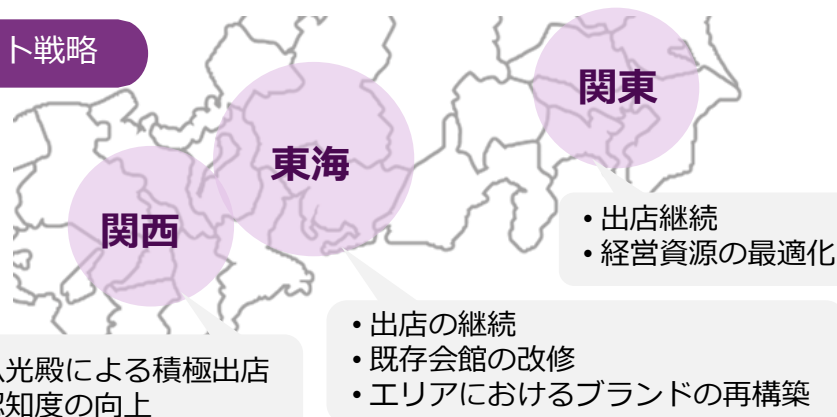 ト戦略
関東
東海
関西
• 出店継続
• 経営資源の最適化
• 出店の継続
• 既存会館の改修
• エリアにおけるブランドの再構築
光殿による積極出店
知度の向上